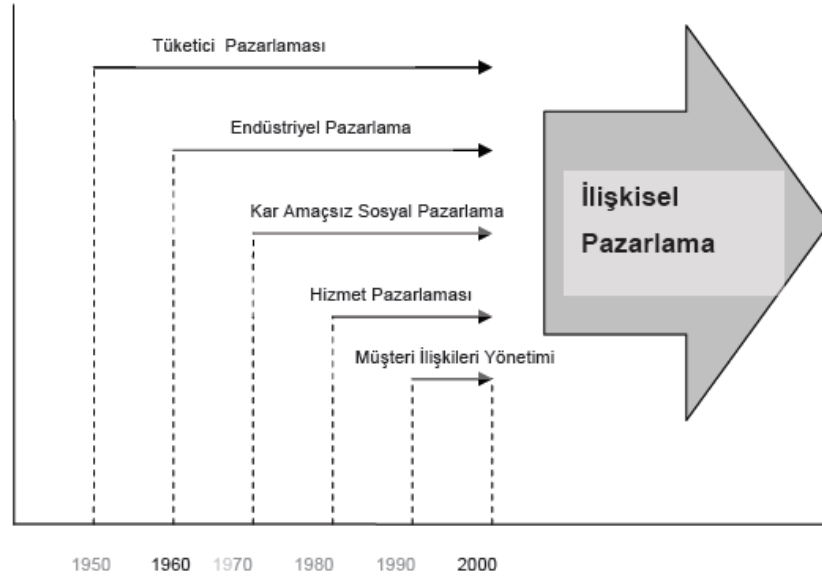 Tüketici Pazarlaması
Endüstriyel Pazarlama
Kar Amaçsız Sosyal Pazarlama
Hizmet Pazarlaması
Müşteri İlişkileri Yönetimi
İlişkisel
Pazarlama
1950 1960 1970 1980 1990 2000